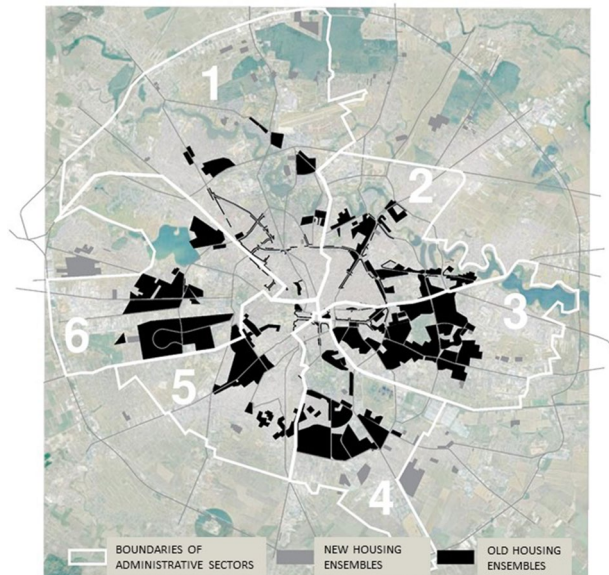 1
2
3
6
5
4
BOUNDARIES OF
ADMINISTRATIVE SECTORS
NEW HOUSING
ENSEMBLES
OLD HOUSING
ENSEMBLES